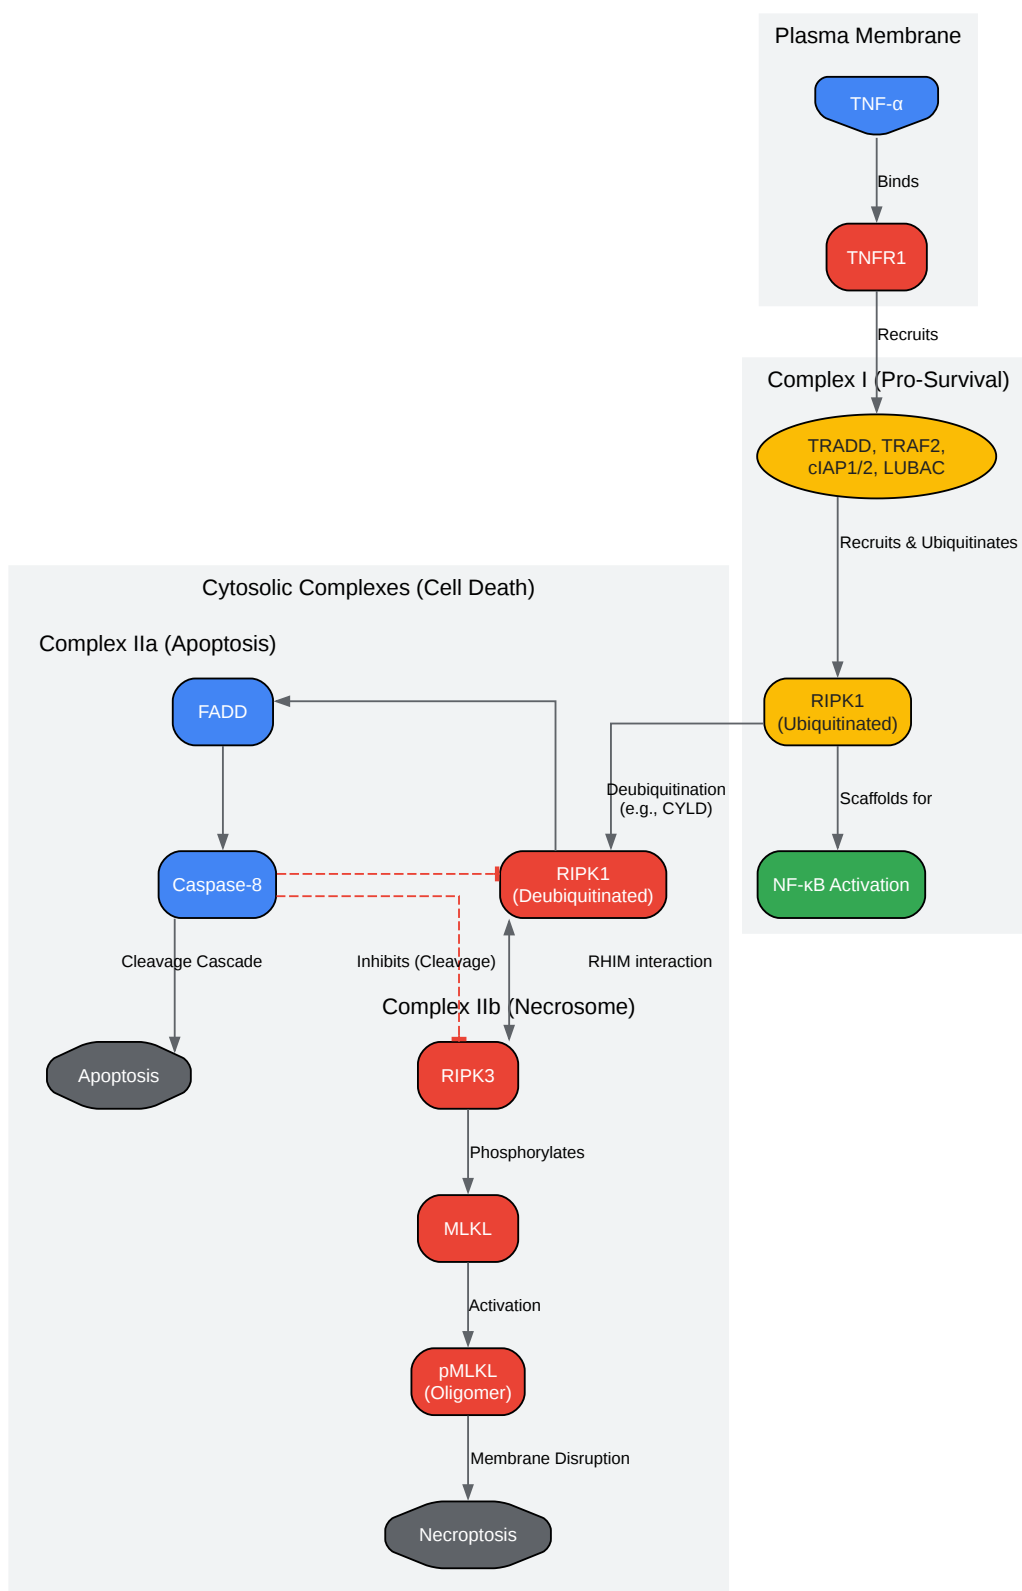 Plasma Membrane
TNF-α
Binds
TNFR1
Recruits
Complex I (Pro-Survival)
TRADD, TRAF2,
cIAP1/2, LUBAC
Recruits & Ubiquitinates
Cytosolic Complexes (Cell Death)
Complex IIa (Apoptosis)
FADD
RIPK1
(Ubiquitinated)
Deubiquitination
(e.g., CYLD)
Scaffolds for
Caspase-8
RIPK1
(Deubiquitinated)
NF-κB Activation
Cleavage Cascade
Inhibits (Cleavage)
RHIM interaction
Complex IIb (Necrosome)
Apoptosis
RIPK3
Phosphorylates
MLKL
Activation
pMLKL
(Oligomer)
Membrane Disruption
Necroptosis